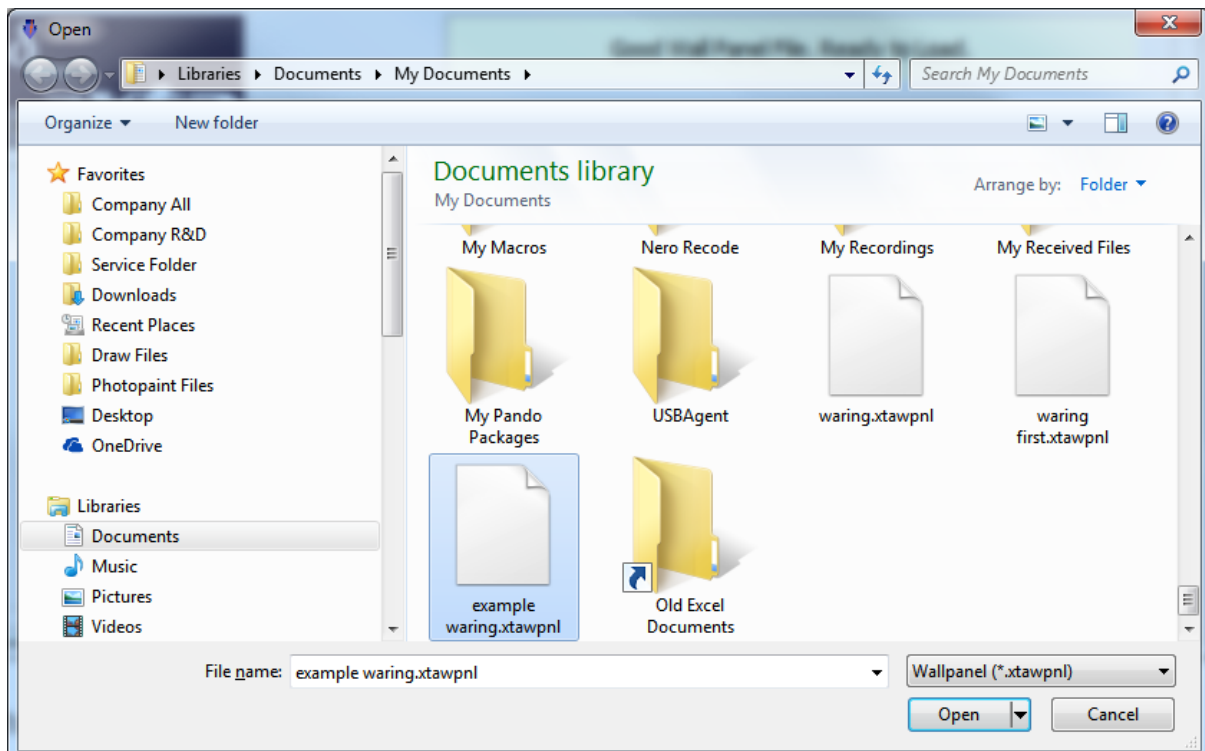 Open
Good Wall Panel File. Ready to Load.
Libraries Documents My Documents
Search My Documents
Organize New folder
Favorites
Company All
Company R&D
Service Folder
Downloads
Recent Places
Draw Files
Photopaint Files
Desktop
OneDrive
Libraries
Documents
Music
Pictures
Videos
Documents library
My Documents
Arrange by: Folder
My Macros
Nero Recode
My Recordings
My Received Files
My Pando
Packages
USBAgent
waring.xtawpnl
waring
first.xtawpnl
example
waring.xtawpnl
Old Excel
Documents
File name: example waring.xtawpnl
Wallpanel (*.xtawpnl)
Open
Cancel